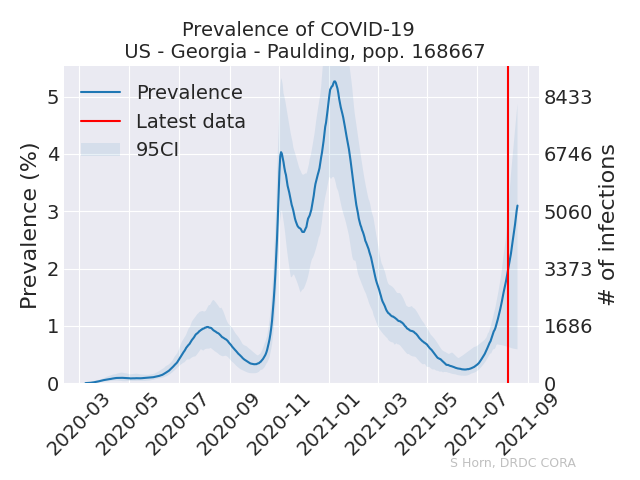 Prevalence of COVID-19
US - Georgia - Paulding, pop. 168667
Prevalence
Latest data
95CI
Prevalence (%)
5
4
3
2
1
0
8433
6746
5060
3373
1686
0
# of infections
2020-03
2020-05
2020-07
2020-09
2020-11
2021-01
2021-03
2021-05
2021-07
2021-09
S Horn, DRDC CORA